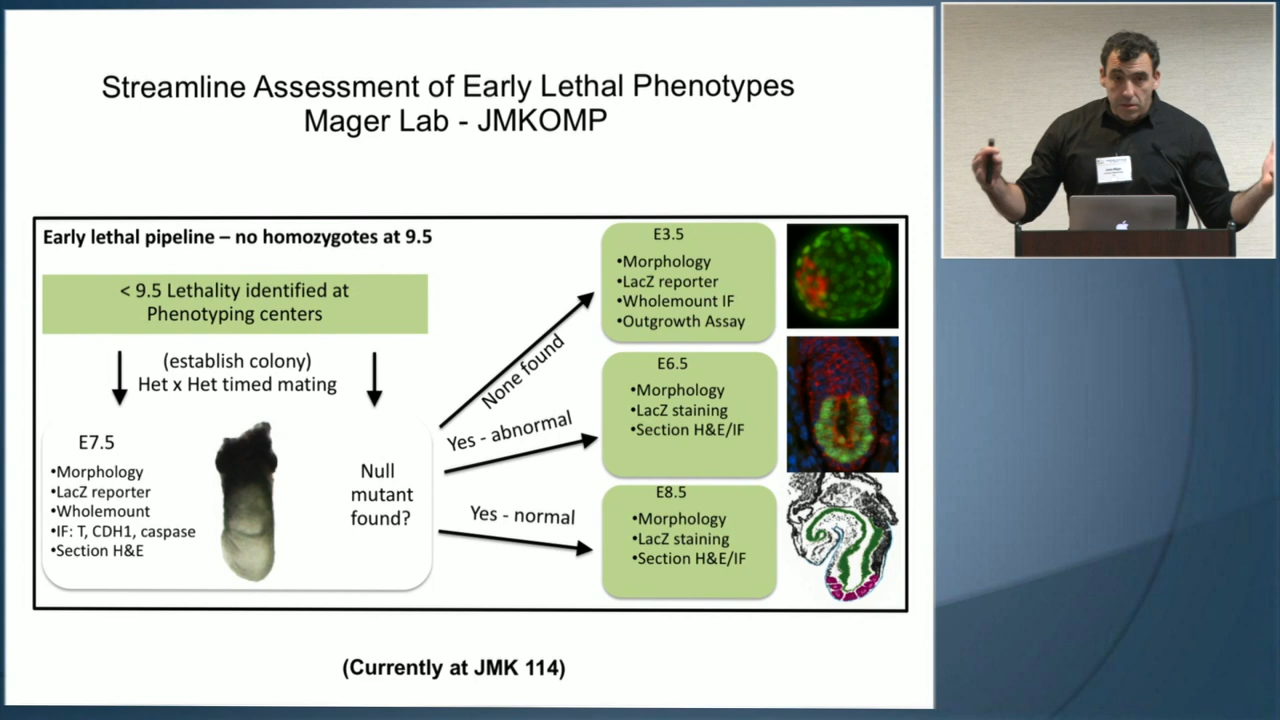 Streamline Assessment of Early Lethal Phenotypes
Mager Lab - JMKOMP
Early lethal pipeline – no homozygotes at 9.5
< 9.5 Lethality identified at
Phenotyping centers
(establish colony)
Het x Het timed mating
E7.5
•Morphology
•LacZ reporter
•Wholemount
•IF: T, CDH1, caspase
•Section H&E
Null
mutant
found?
None found
Yes - abnormal
Yes - normal
E3.5
•Morphology
•LacZ reporter
•Wholemount IF
•Outgrowth Assay
E6.5
•Morphology
•LacZ staining
•Section H&E/IF
E8.5
•Morphology
•LacZ staining
•Section H&E/IF
(Currently at JMK 114)